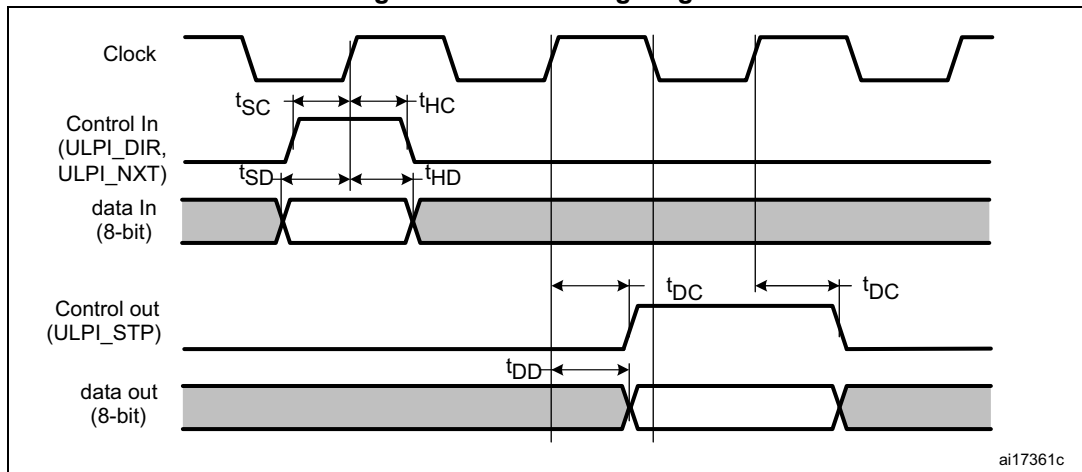 Clock
tSC
tHC
Control In
(ULPI_DIR,
ULPI_NXT)
tSD
tHD
data In
(8-bit)
tDC
tDC
Control out
(ULPI_STP)
tDD
data out
(8-bit)
ai17361c